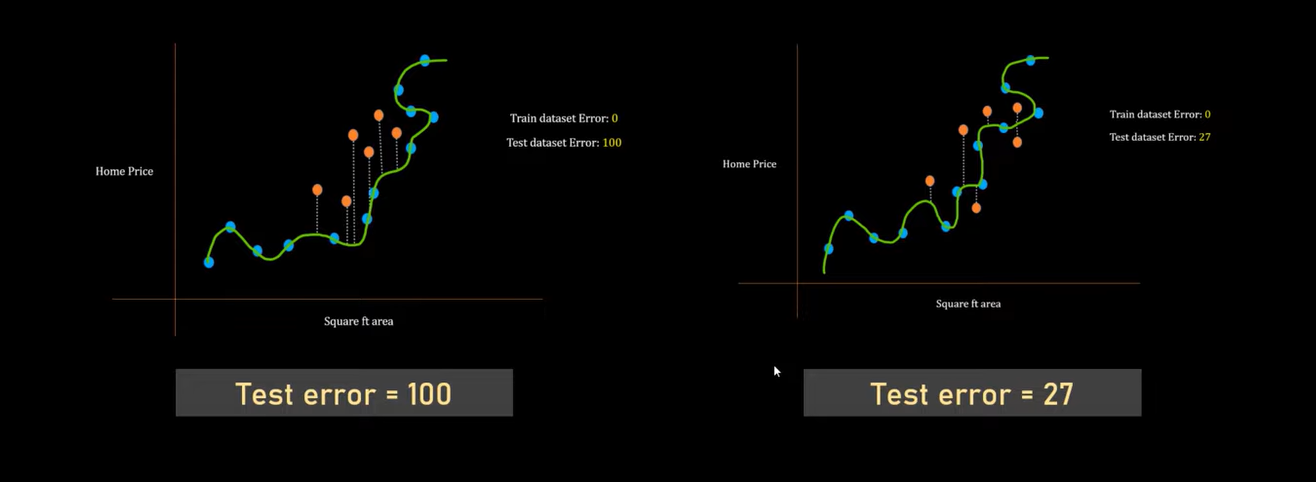 Train dataset Error: 0
Test dataset Error: 100
Home Price
Square ft area
Test error = 100
Train dataset Error: 0
Test dataset Error: 27
Home Price
Square ft area
Test error = 27